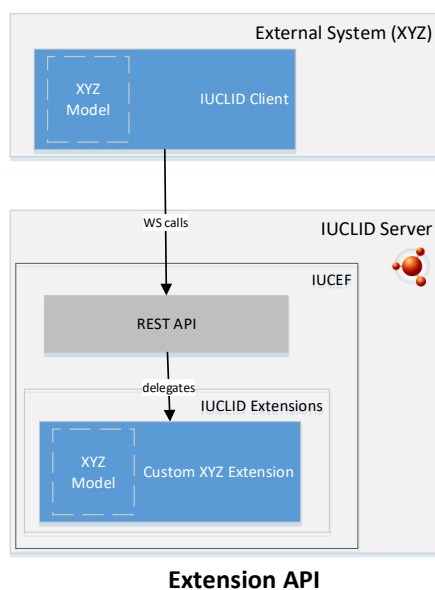 External System (XYZ)
XYZ
Model
IUCLID Client
WS calls
IUCLID Server
IUCEF
REST API
delegates
IUCLID Extensions
XYZ
Model
Custom XYZ Extension
Extension API